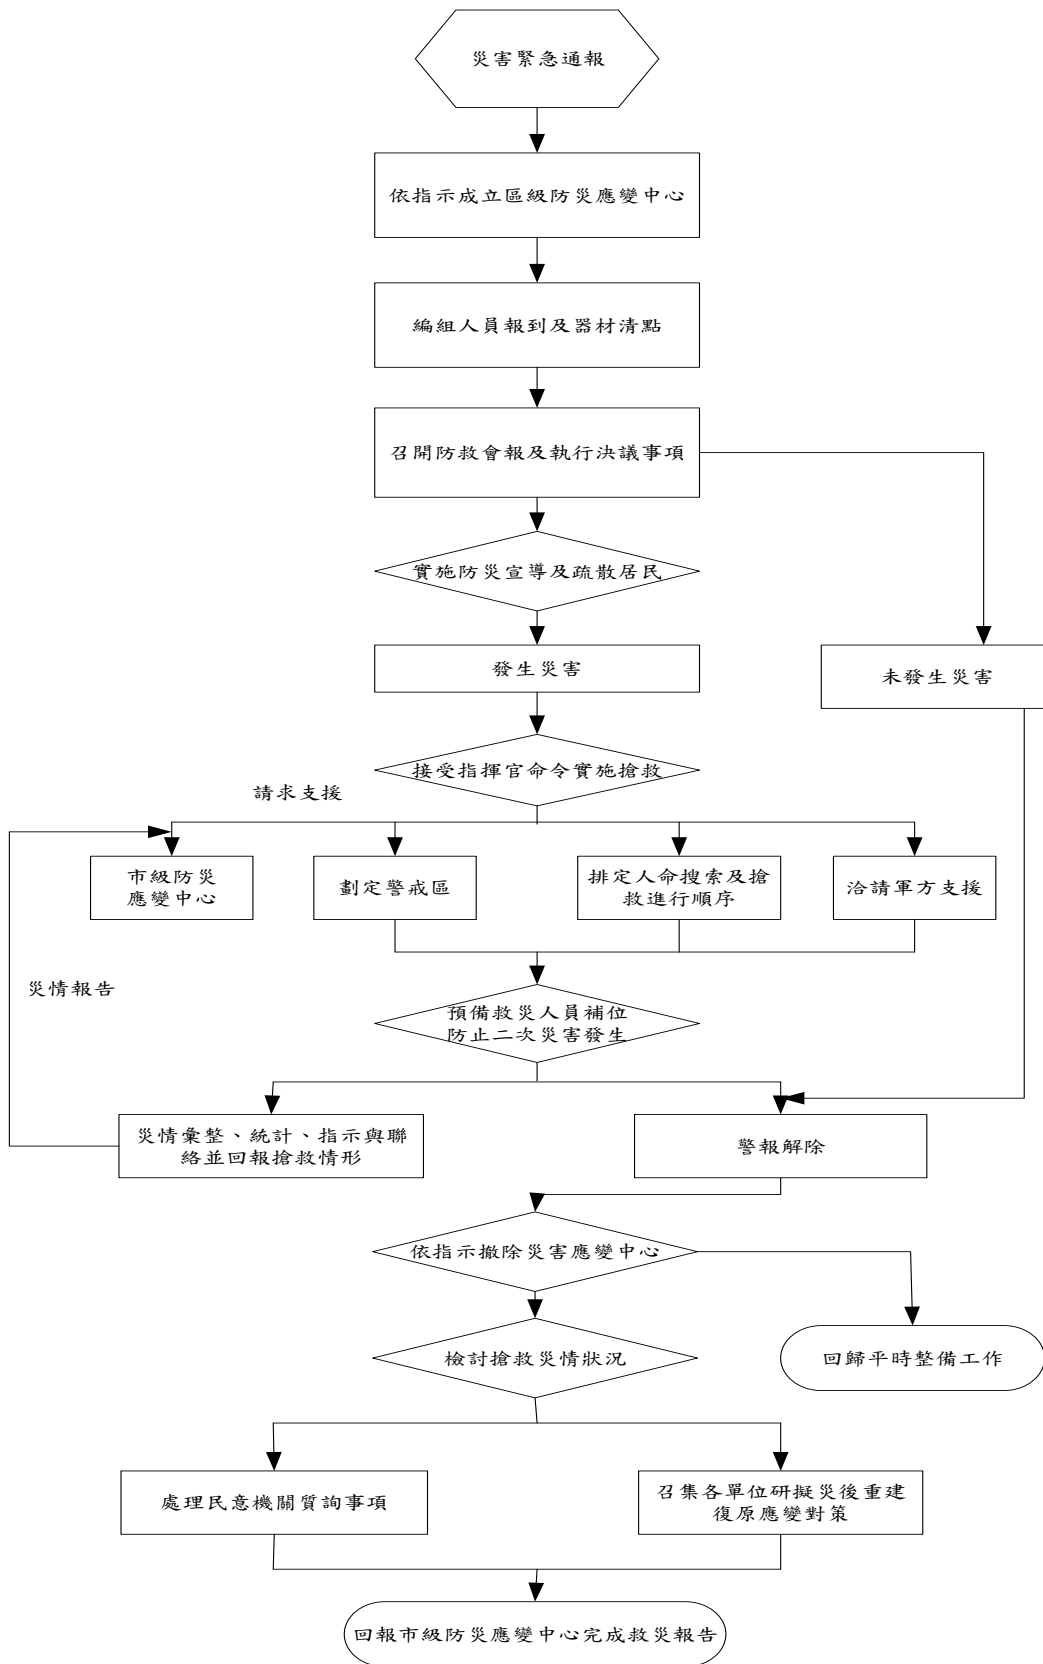 災害緊急通報
依指示成立區級防災應變中心
編組人員報到及器材清點
召開防救會報及執行決議事項
實施防災宣導及疏散居民
發生災害
未發生災害
接受指揮官命令實施搶救
請求支援
市級防災
應變中心
劃定警戒區
排定人命搜索及搶
救進行順序
洽請軍方支援
災情報告
預備救災人員補位
防止二次災害發生
災情彙整、統計、指示與聯
絡並回報搶救情形
警報解除
依指示撤除災害應變中心
檢討搶救災情狀況
回歸平時整備工作
處理民意機關質詢事項
召集各單位研擬災後重建
復原應變對策
回報市級防災應變中心完成救災報告